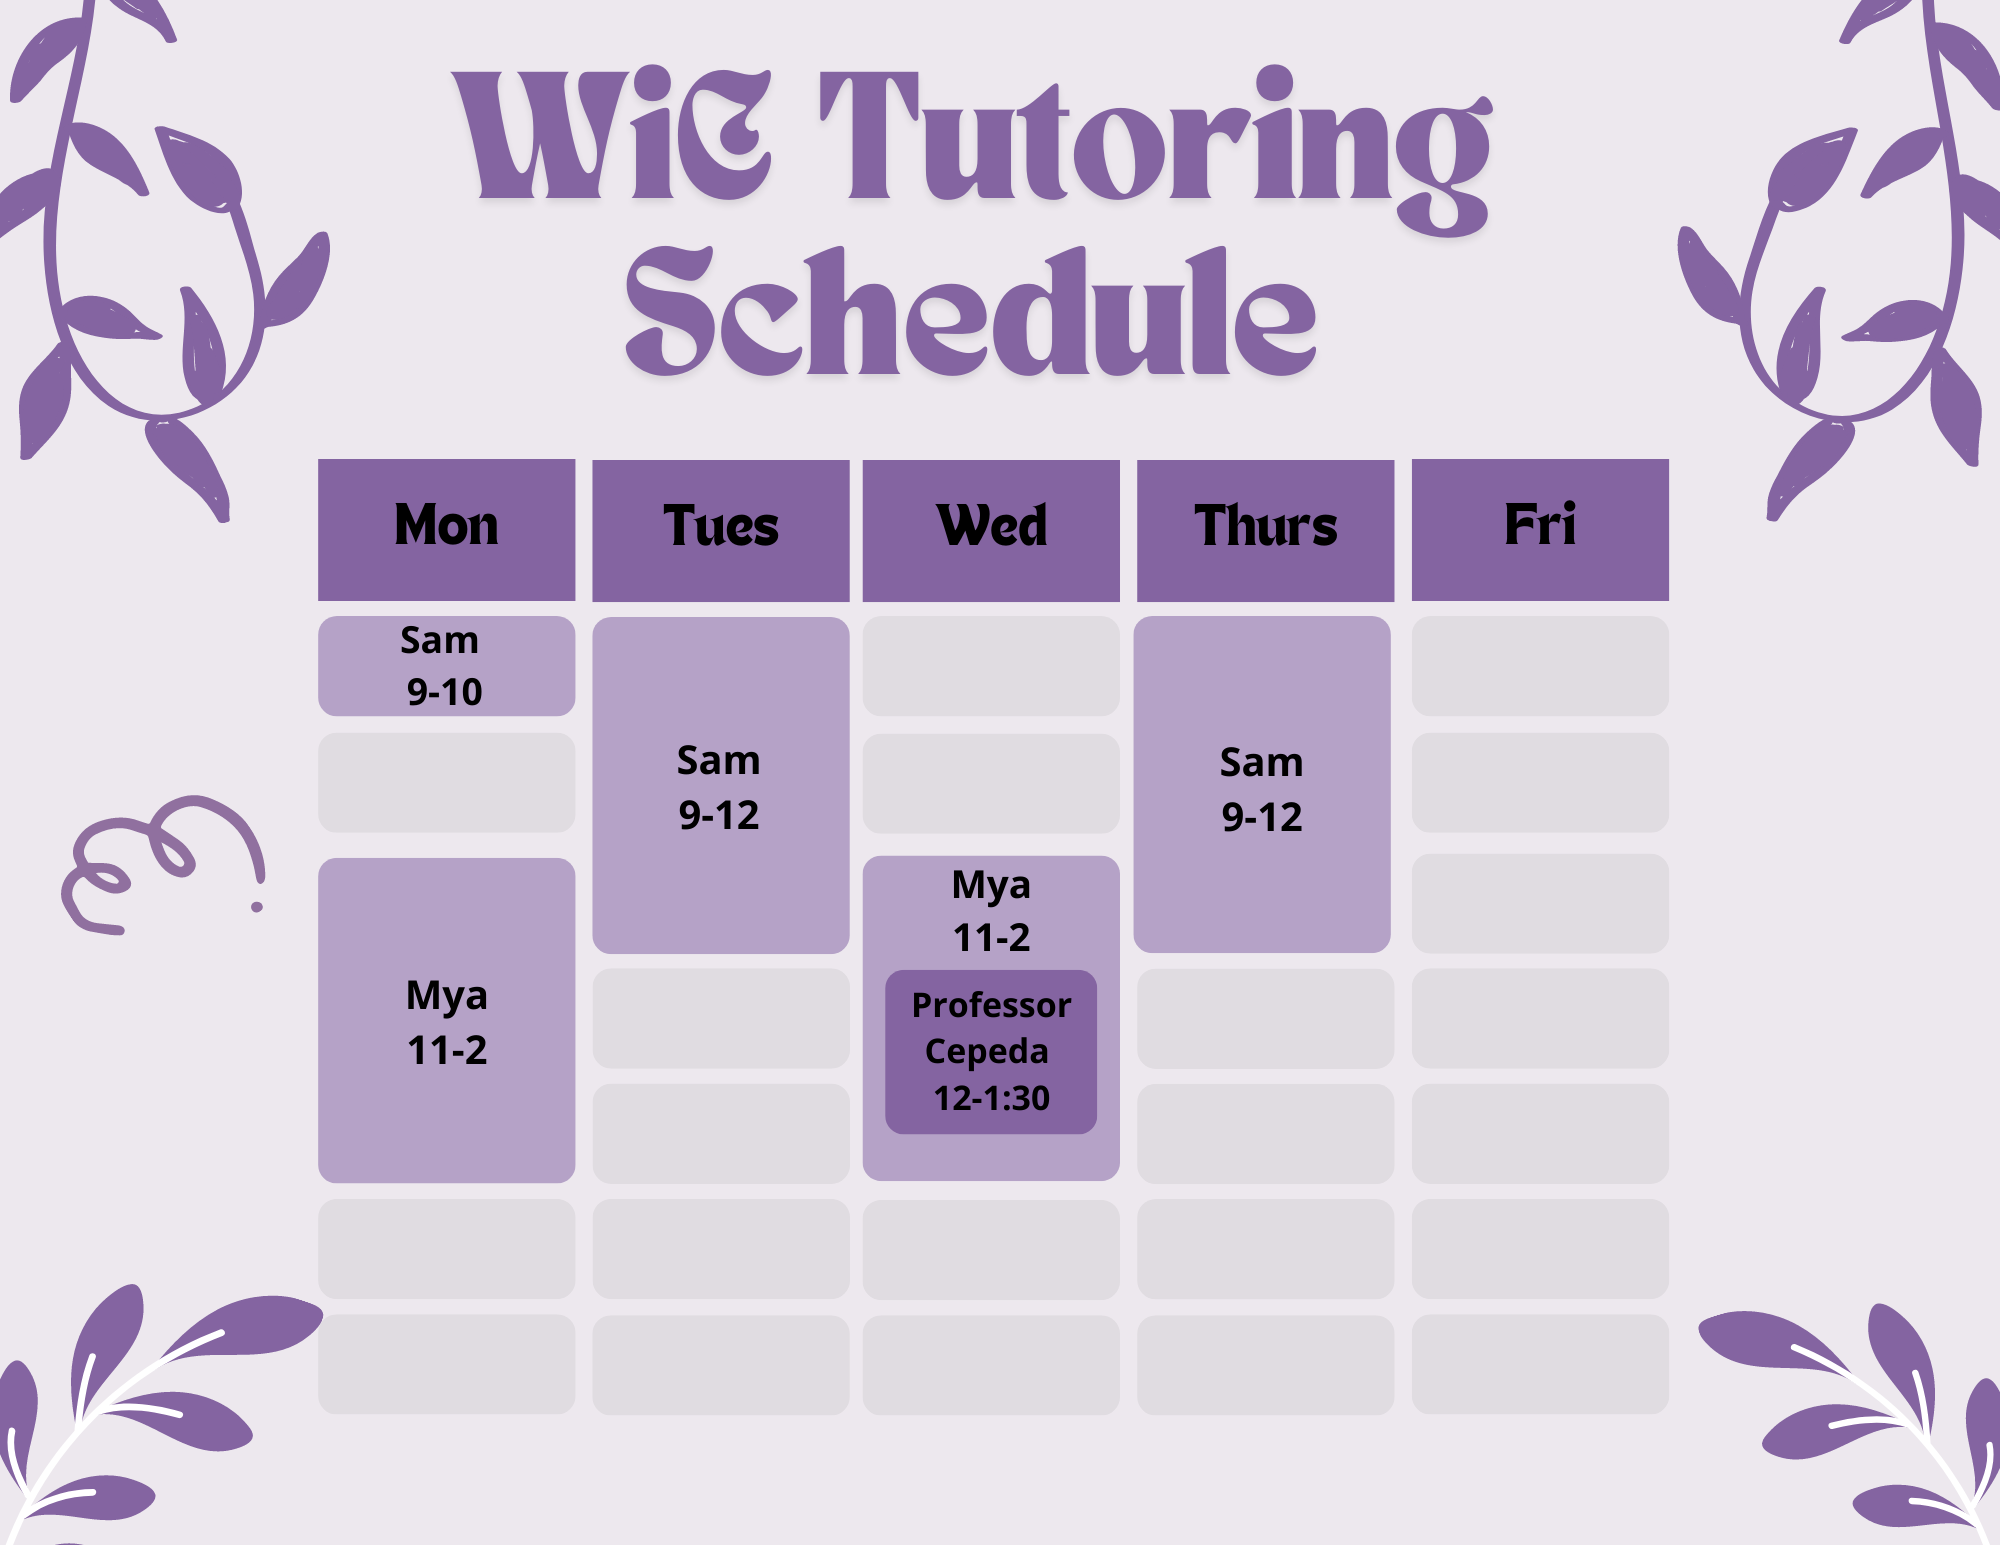 WiC Tutoring
Schedule
Mon
Tues
Wed
Thurs
Fri
Sam
9-10
Sam
9-12
Sam
9-12
Mya
11-2
Mya
11-2
Professor
Cepeda
12-1:30